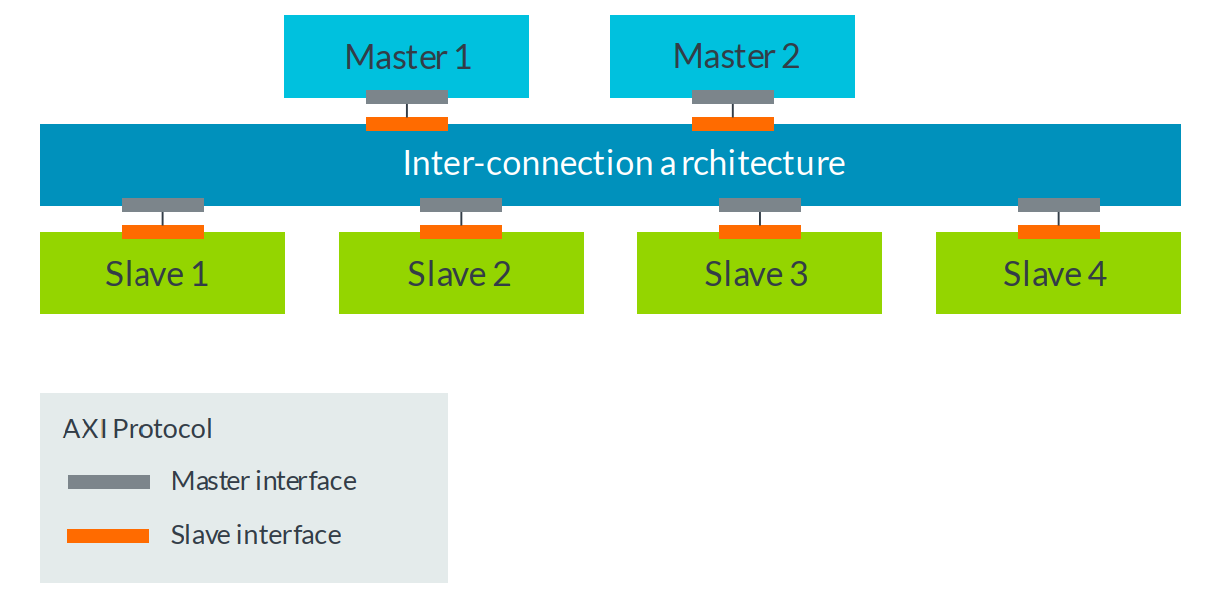 Master 1
Master 2
Inter-connection architecture
Slave 1
Slave 2
Slave 3
Slave 4
AXI Protocol
Master interface
Slave interface